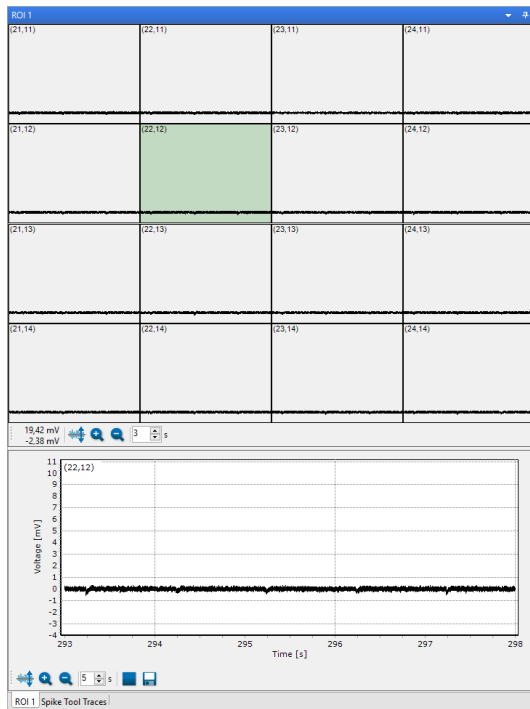 ROI 1
(21,11) (22,11) (23,11) (24,11)
(21,12) (22,12) (23,12) (24,12)
(21,13) (22,13) (23,13) (24,13)
(21,14) (22,14) (23,14) (24,14)
19,42 mV
-2,38 mV
3 s
(22,12)
11
10
9
8
7
6
5
4
3
2
1
0
-1
-2
-3
-4
Voltage [mV]
293 294 295 296 297 298
Time [s]
5 s
ROI 1 Spike Tool Traces